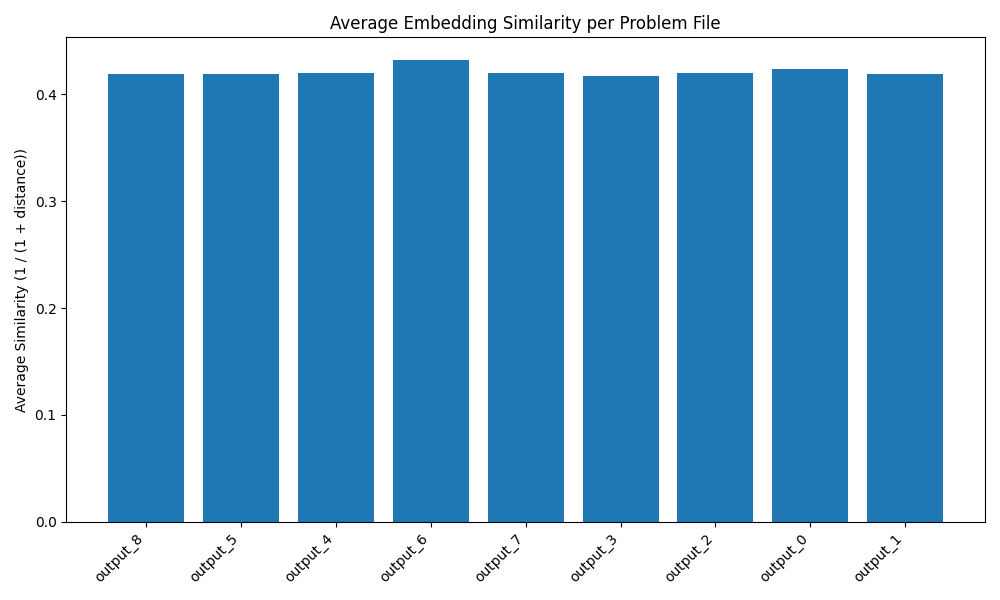 Average Embedding Similarity per Problem File
Average Similarity (1 / (1 + distance))
0.4
0.3
0.2
0.1
0.0
output_8
output_5
output_4
output_6
output_7
output_3
output_2
output_0
output_1